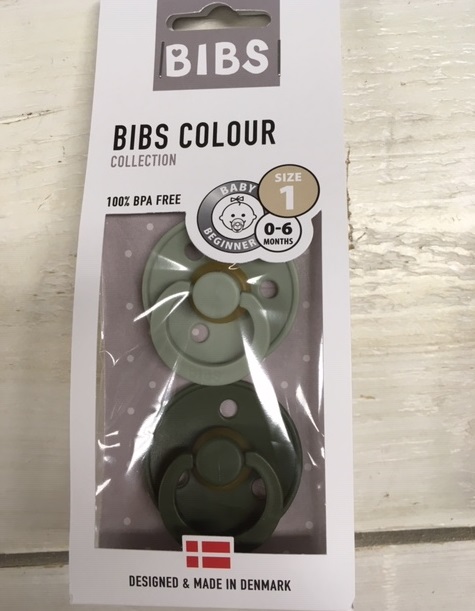 BIBS
BIBS COLOUR
COLLECTION
100% BPA FREE
BABY
BEGINNER
SIZE
1
0-6
MONTHS
DESIGNED & MADE IN DENMARK